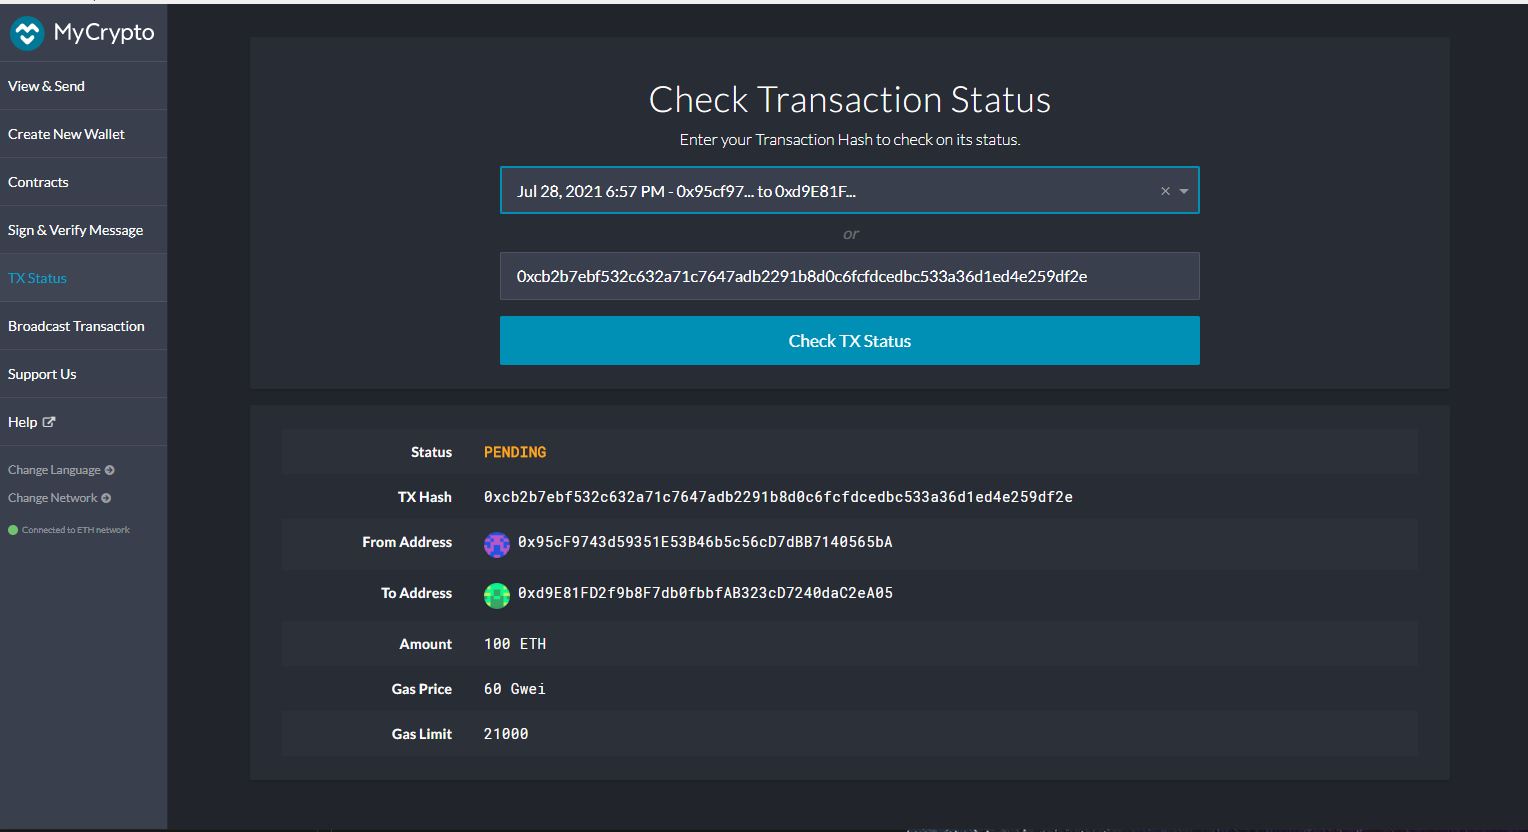 MyCrypto
View & Send
Create New Wallet
Contracts
Sign & Verify Message
TX Status
Broadcast Transaction
Support Us
Help
Change Language
Change Network
Connected to ETH network
Check Transaction Status
Enter your Transaction Hash to check on its status.
Jul 28, 2021 6:57 PM - 0x95cf97... to 0xd9E81F...
or
0xcb2b7ebf532c632a71c7647adb2291b8d0c6fcfdcedbc533a36d1ed4e259df2e
Check TX Status
Status PENDING
TX Hash 0xcb2b7ebf532c632a71c7647adb2291b8d0c6fcfdcedbc533a36d1ed4e259df2e
From Address 0x95cF9743d59351E53B46b5c56cD7dBB7140565bA
To Address 0xd9E81FD2f9b8F7db0fbbfAB323cD7240daC2eA05
Amount 100 ETH
Gas Price 60 Gwei
Gas Limit 21000